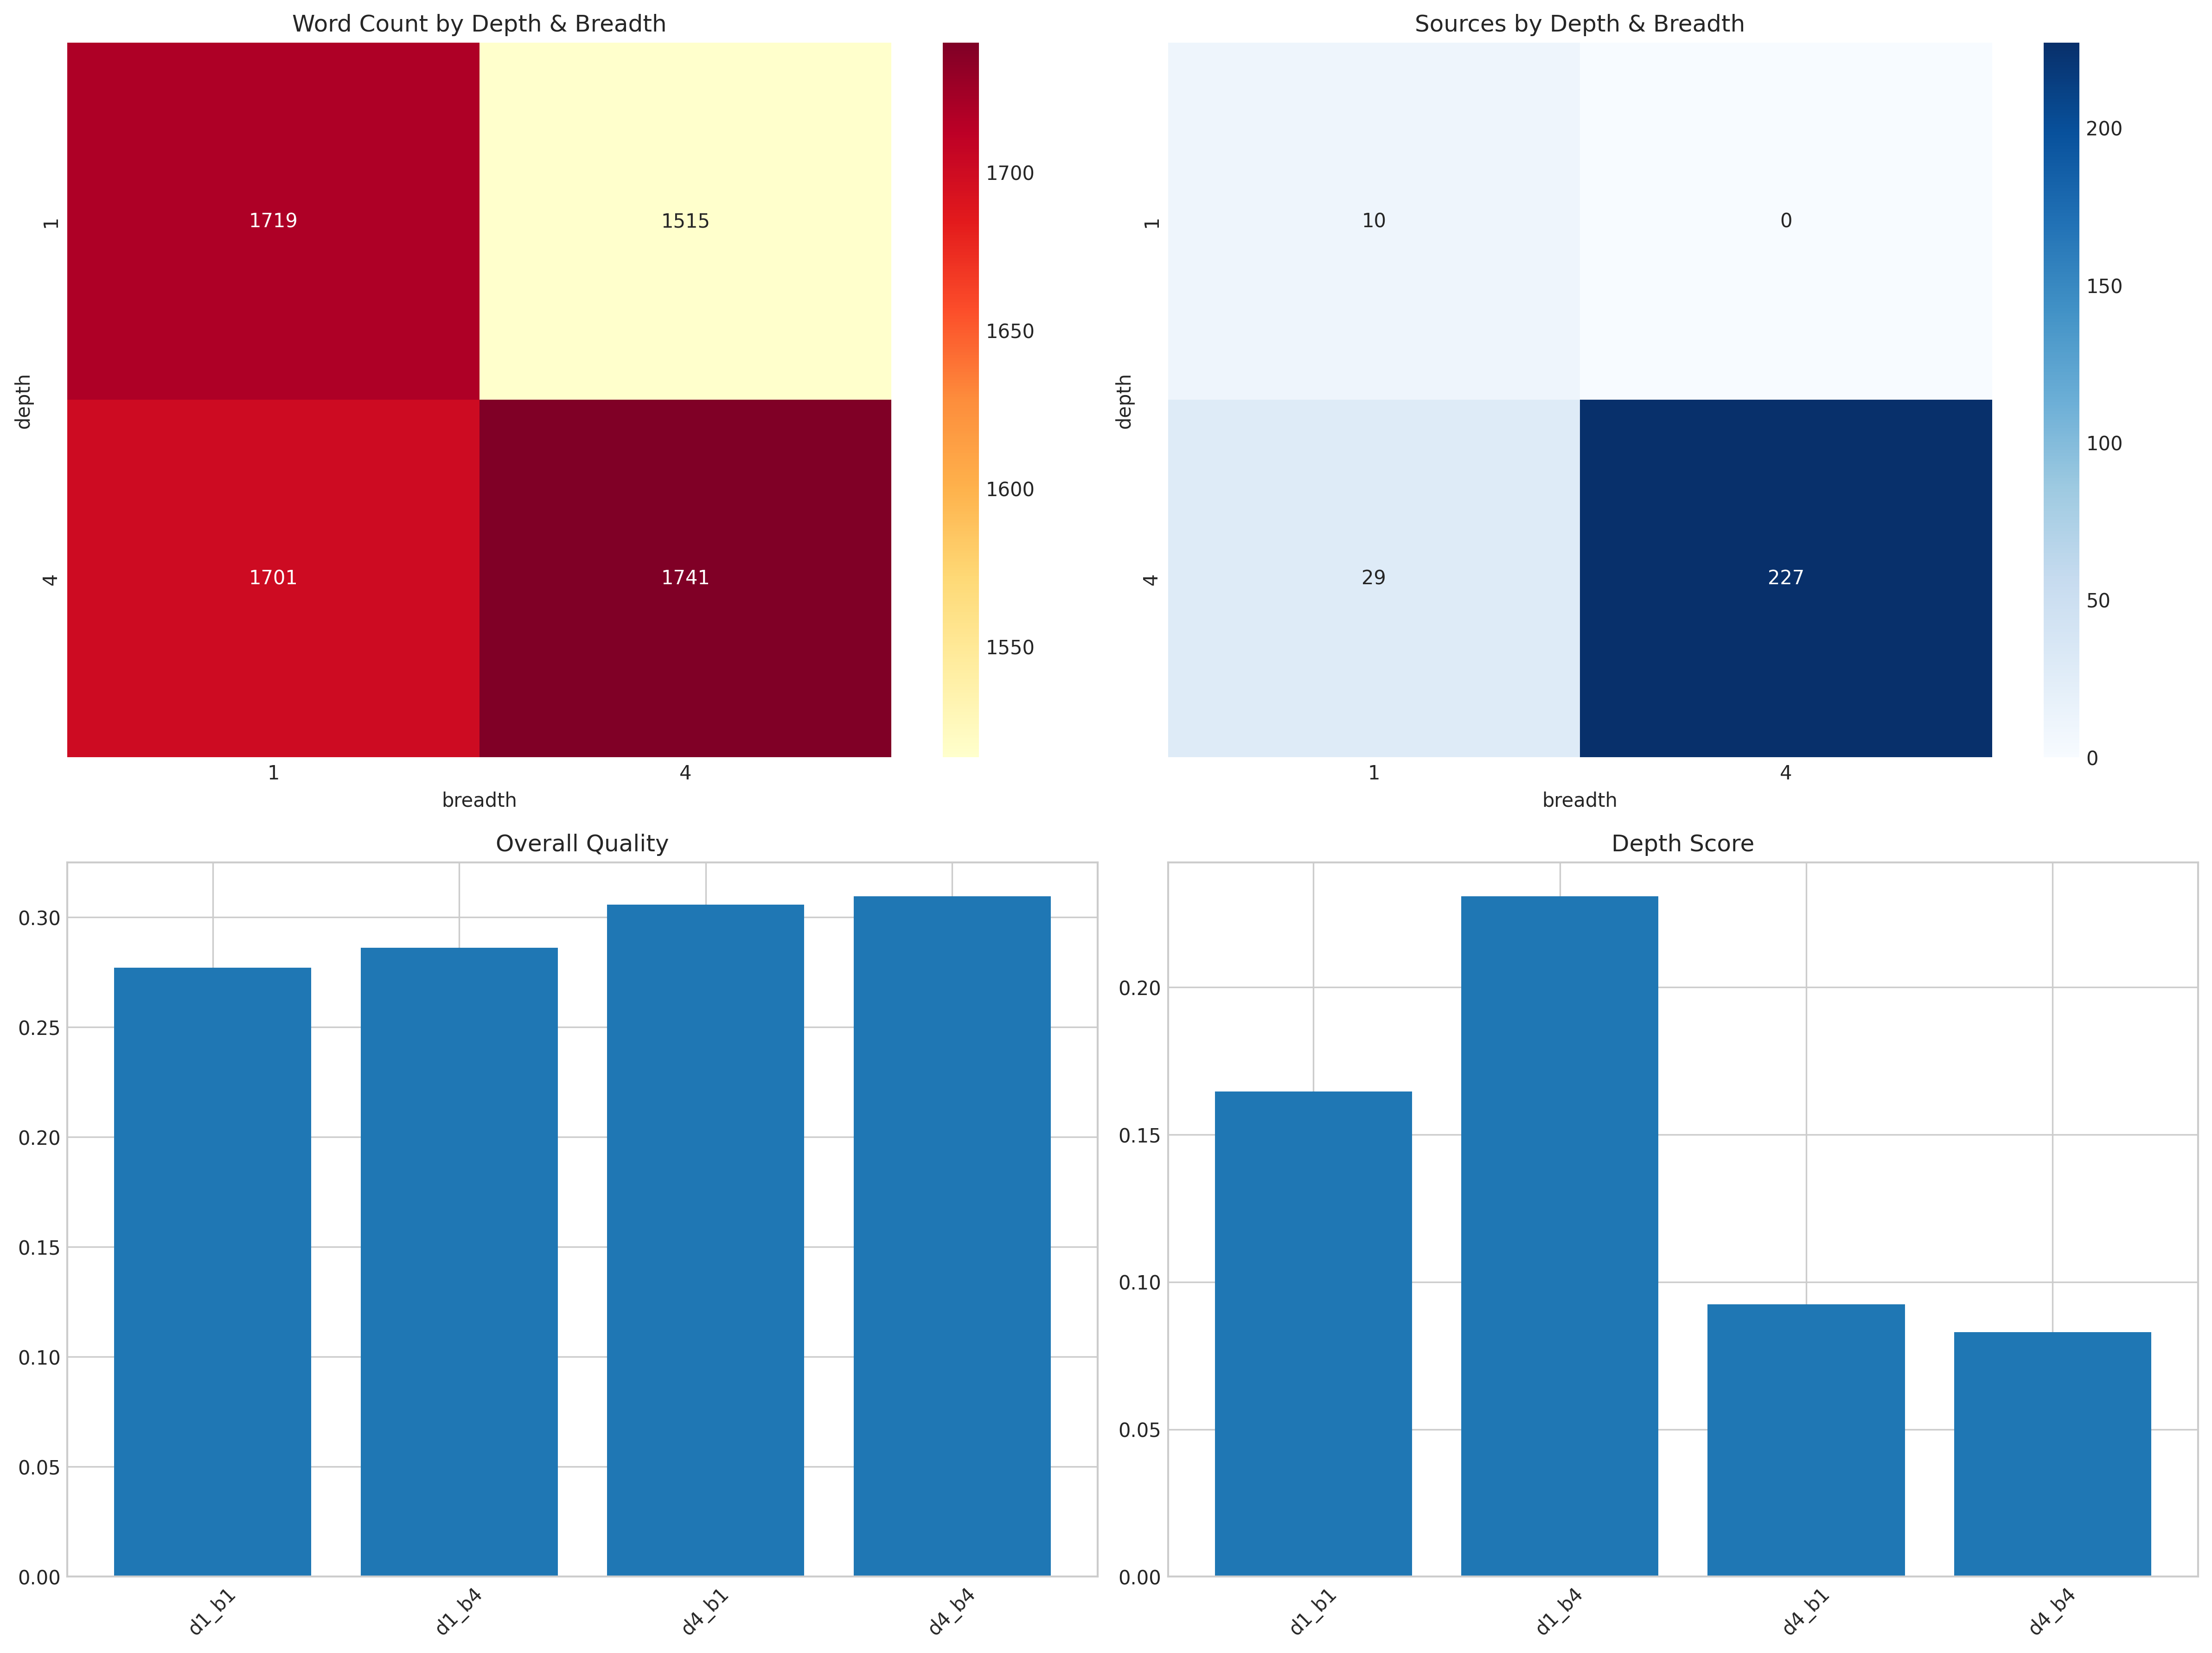 Word Count by Depth & Breadth
1719
1515
1701
1741
1
4
depth
1
4
breadth
1700
1650
1600
1550
Sources by Depth & Breadth
10
0
29
227
1
4
depth
1
4
breadth
200
150
100
50
0
Overall Quality
0.30
0.25
0.20
0.15
0.10
0.05
0.00
d1_b1
d1_b4
d4_b1
d4_b4
Depth Score
0.20
0.15
0.10
0.05
0.00
d1_b1
d1_b4
d4_b1
d4_b4